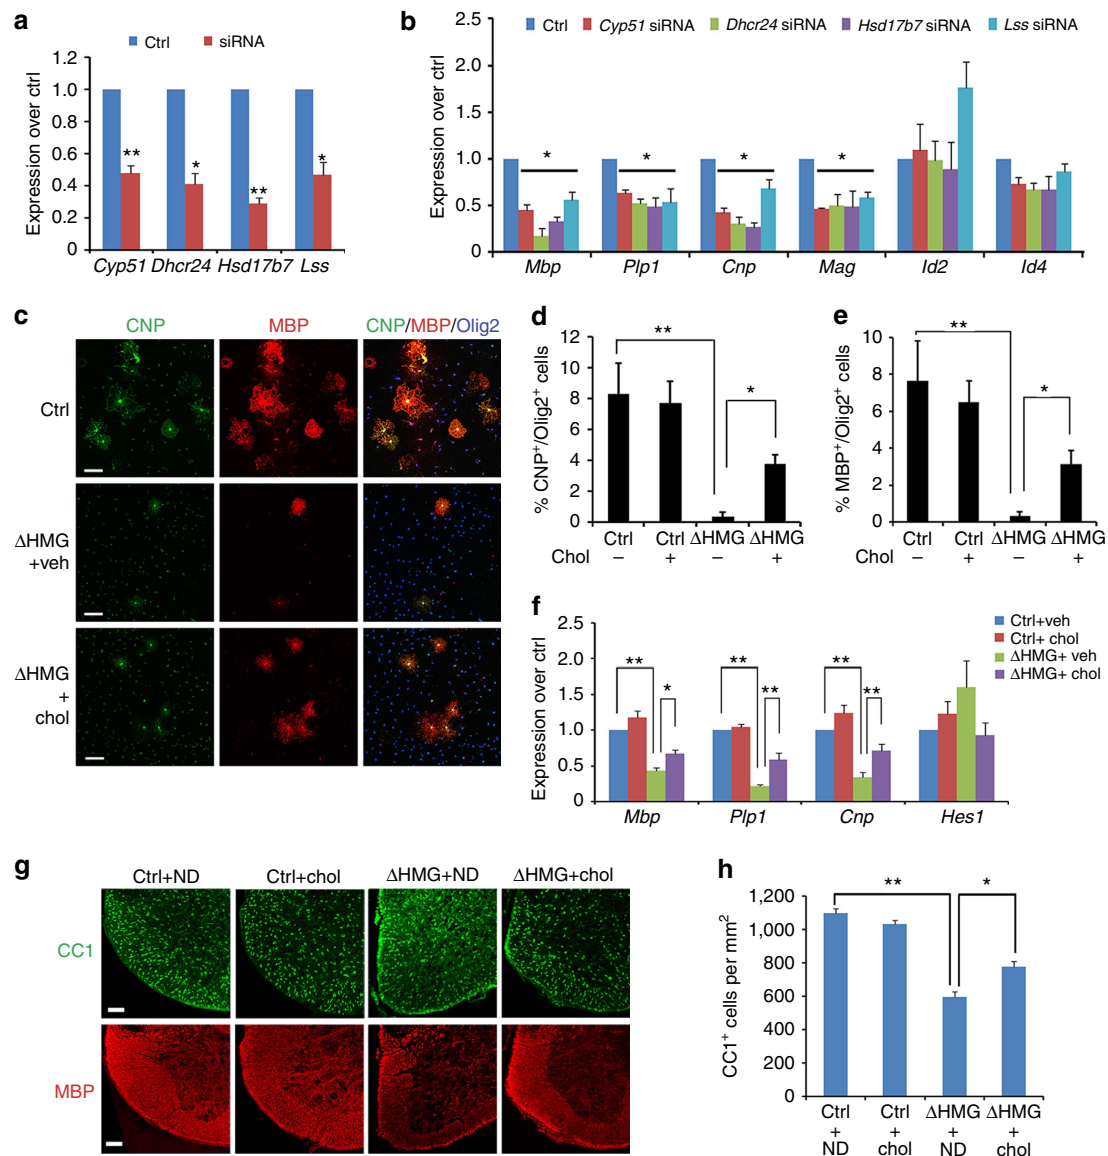 a
Ctrl siRNA
Expression over ctrl
1.2
1.0
0.8
0.6
0.4
0.2
0
** * ** *
Cyp51 Dhcr24 Hsd17b7 Lss
b
Ctrl Cyp51 siRNA Dhcr24 siRNA Hsd17b7 siRNA Lss siRNA
Expression over ctrl
2.5
2.0
1.5
1.0
0.5
0
* * * *
Mbp Plp1 Cnp Mag Id2 Id4
c
CNP MBP CNP/MBP/Olig2
Ctrl
ΔHMG
+veh
ΔHMG
+
chol
d
% CNP+/Olig2+ cells
12
10
8
6
4
2
0
** *
Ctrl Ctrl ΔHMG ΔHMG
Chol – + – +
e
% MBP+/Olig2+ cells
10
8
6
4
2
0
** *
Ctrl Ctrl ΔHMG ΔHMG
Chol – + – +
f
Expression over ctrl
2.5
2.0
1.5
1.0
0.5
0
** * ** ** ** **
Mbp Plp1 Cnp Hes1
Ctrl+veh
Ctrl+ chol
ΔHMG+ veh
ΔHMG+ chol
g
Ctrl+ND Ctrl+chol ΔHMG+ND ΔHMG+chol
CC1
MBP
h
CC1+ cells per mm2
1,200
1,000
800
600
400
200
0
** *
Ctrl Ctrl ΔHMG ΔHMG
+ + + +
ND chol ND chol